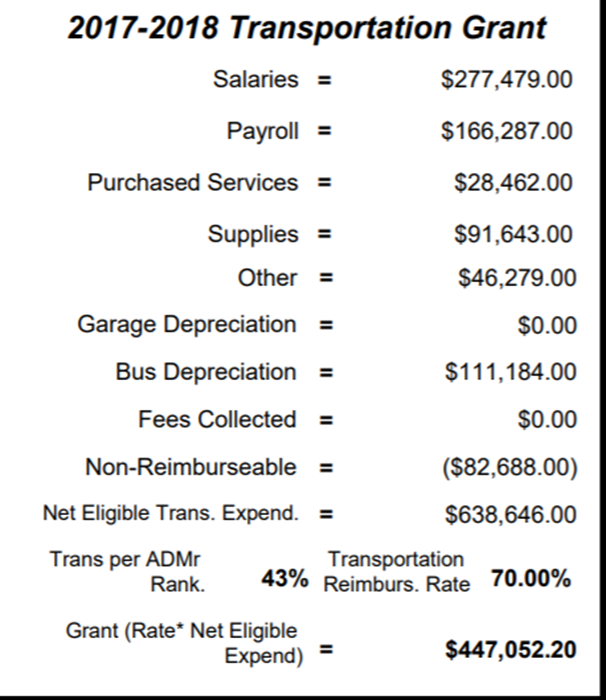 2017-2018 Transportation Grant
Salaries = $277,479.00
Payroll = $166,287.00
Purchased Services = $28,462.00
Supplies = $91,643.00
Other = $46,279.00
Garage Depreciation = $0.00
Bus Depreciation = $111,184.00
Fees Collected = $0.00
Non-Reimburseable = ($82,688.00)
Net Eligible Trans. Expend. = $638,646.00
Trans per ADMr Transportation
Rank. 43% Reimburs. Rate 70.00%
Grant (Rate* Net Eligible
Expend) = $447,052.20